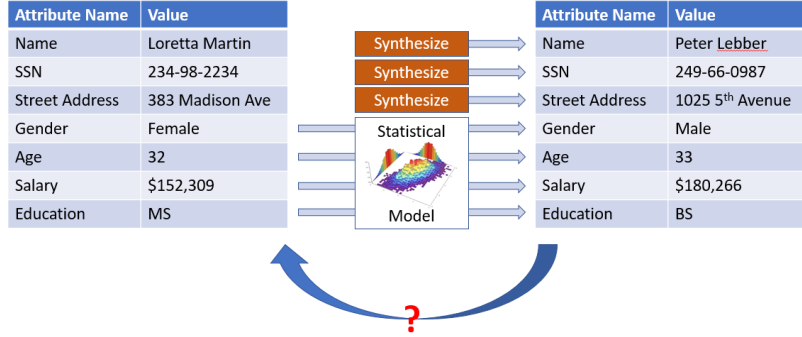 Attribute Name Value
Name Loretta Martin
SSN 234-98-2234
Street Address 383 Madison Ave
Gender Female
Age 32
Salary $152,309
Education MS
Synthesize
Synthesize
Synthesize
Statistical
Model
Attribute Name Value
Name Peter Lebber
SSN 249-66-0987
Street Address 1025 5th Avenue
Gender Male
Age 33
Salary $180,266
Education BS
?